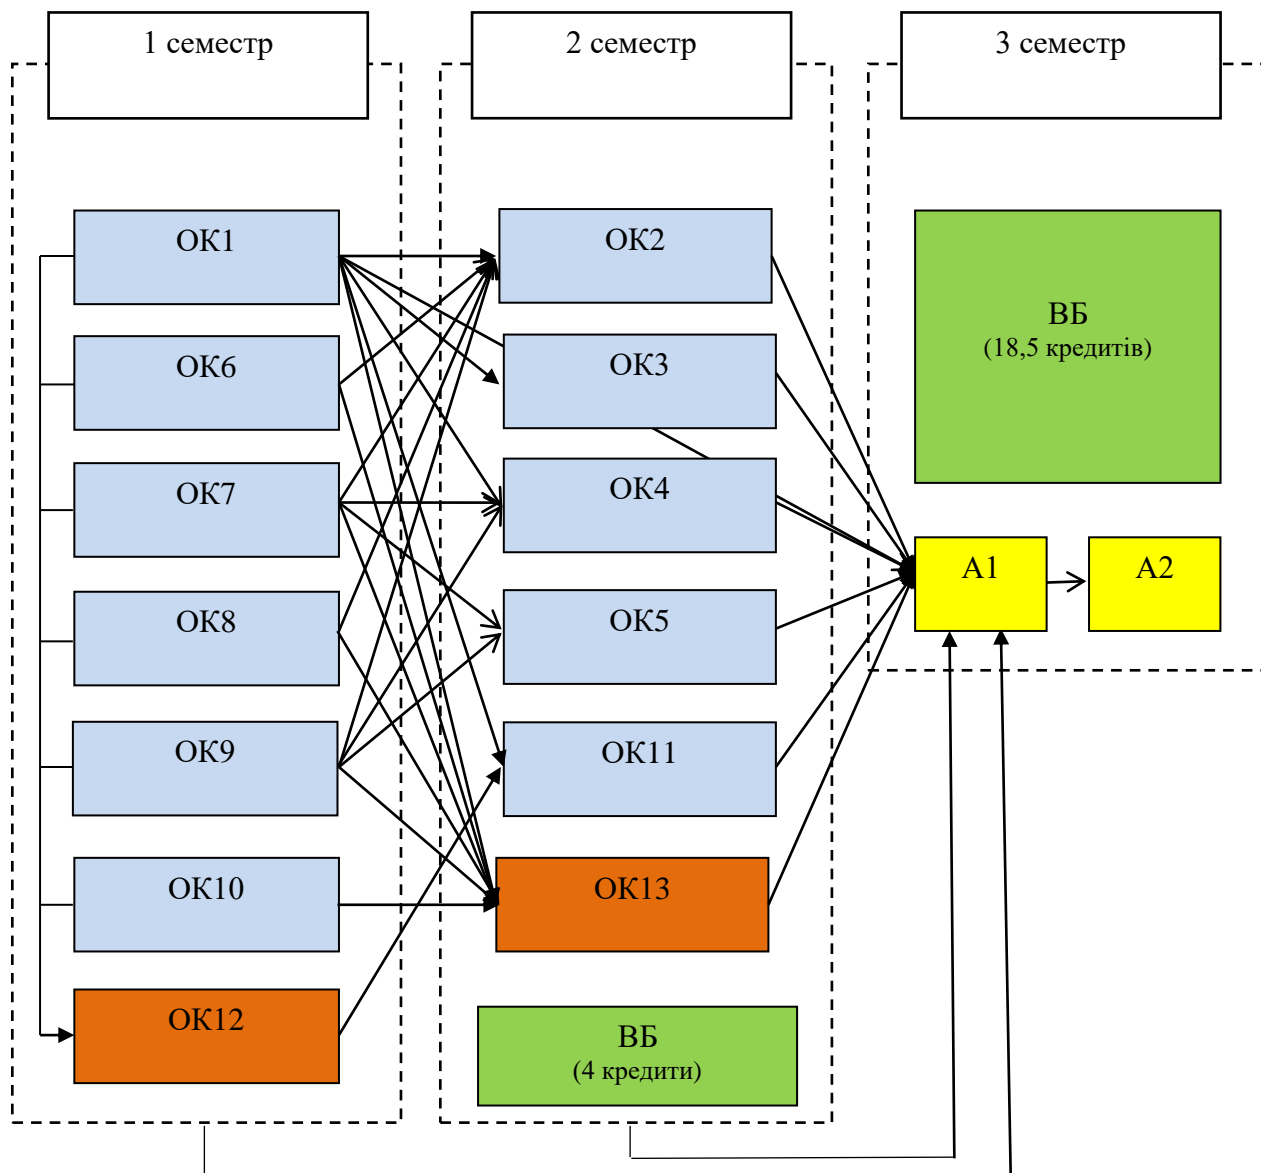 1 семестр
2 семестр
3 семестр
ОК1
ОК6
ОК7
ОК8
ОК9
ОК10
ОК12
ОК2
ОК3
ОК4
ОК5
ОК11
ОК13
ВБ
(4 кредити)
ВБ
(18,5 кредитів)
А1
А2